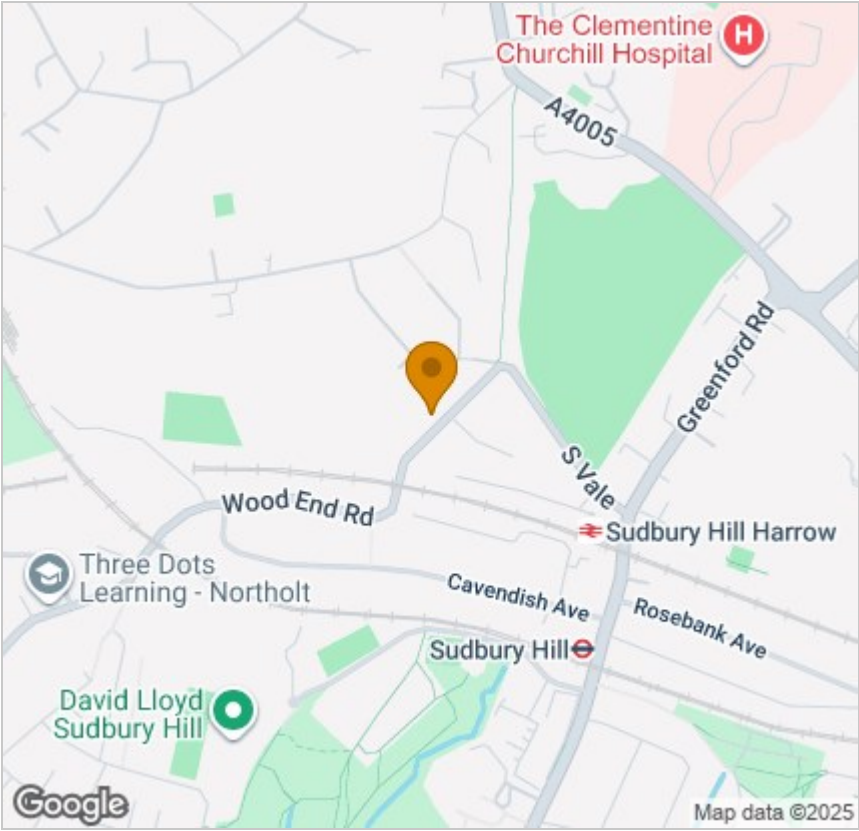 The Clementine
Churchill Hospital
H
A4005
Greenford Rd
S Vale
Wood End Rd
Sudbury Hill Harrow
Three Dots
Learning - Northolt
Cavendish Ave
Rosebank Ave
Sudbury Hill
David Lloyd
Sudbury Hill
Google
Map data ©2025